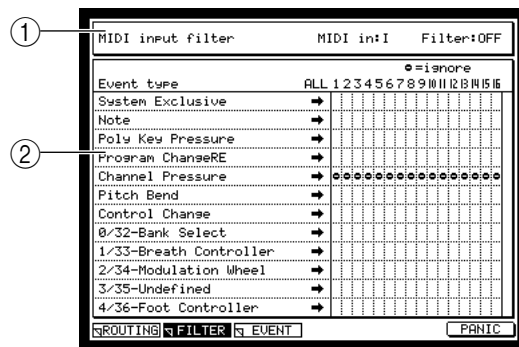 1
MIDI input filter MIDI in:I Filter:OFF
=ignore
Event type ALL 1 2 3 4 5 6 7 8 9 10 11 12 13 14 15 16
System Exclusive
Note
2
Poly Key Pressure
Program ChangeRE
Channel Pressure
Pitch Bend
Control Change
0/32-Bank Select
1/33-Breath Controller
2/34-Modulation Wheel
3/35-Undefined
4/36-Foot Controller
ROUTING FILTER EVENT PANIC